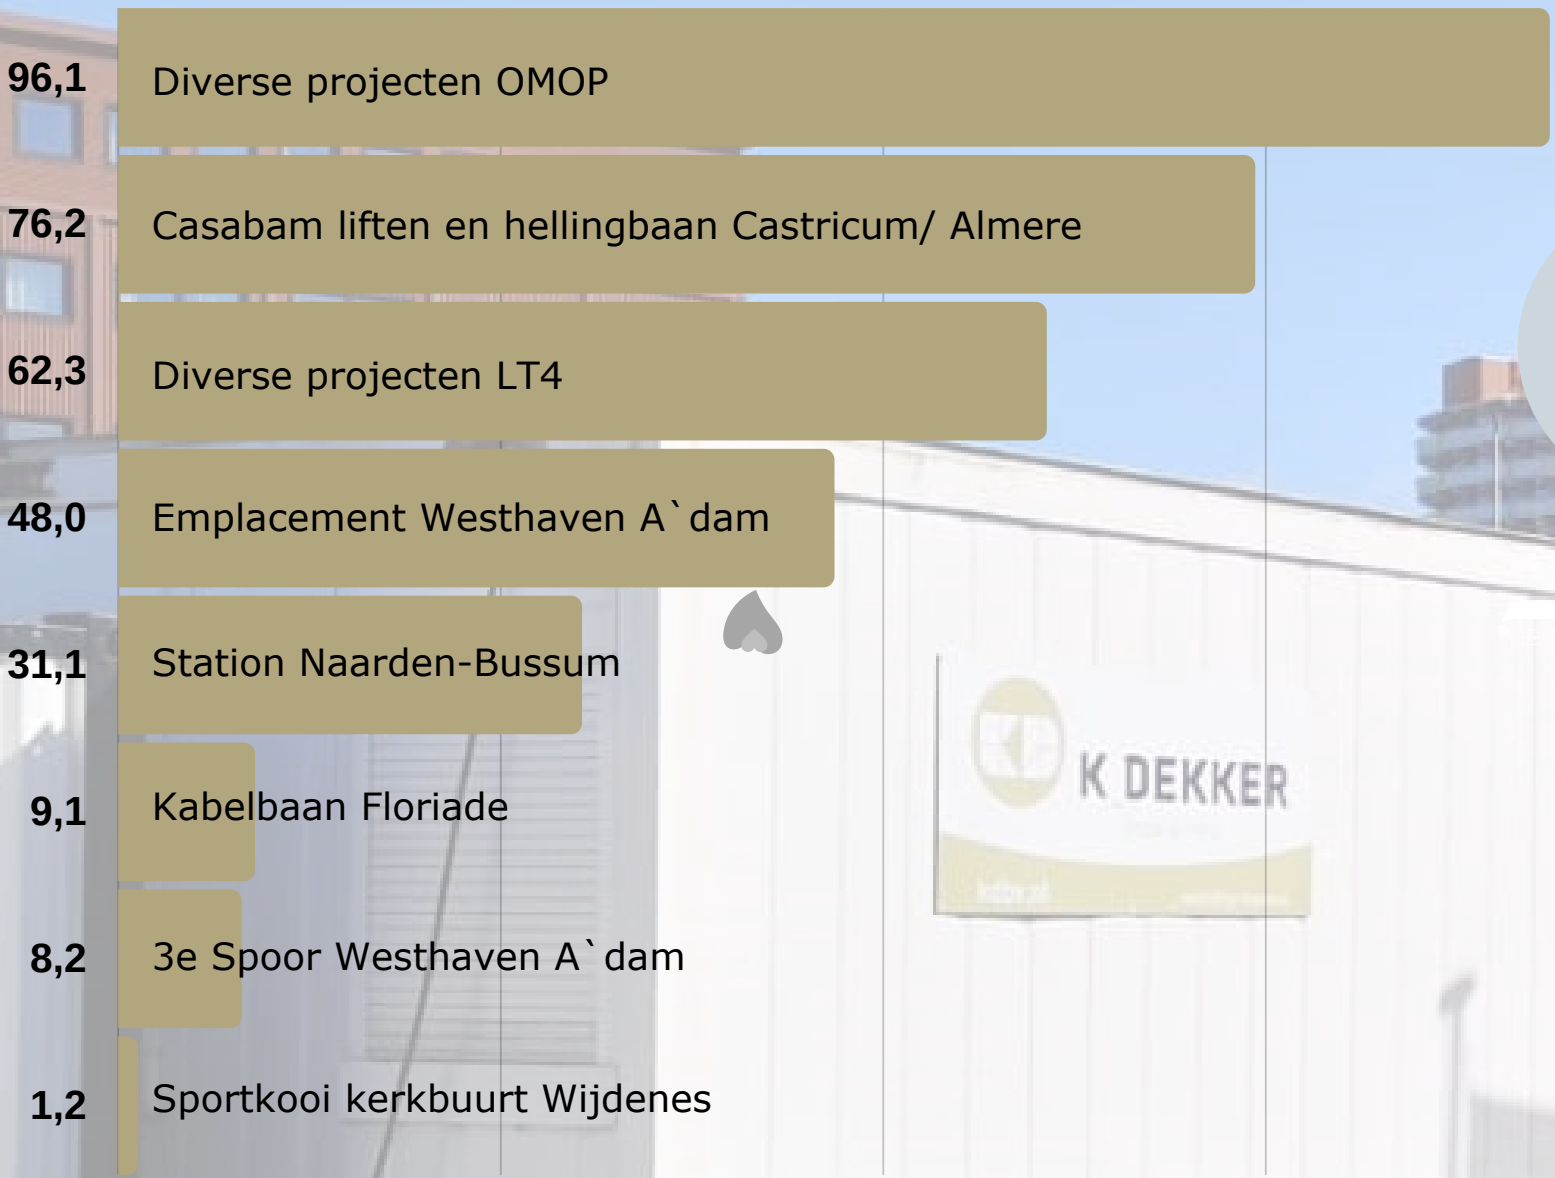 96,1 Diverse projecten OMOP
76,2 Casabam liften en hellingbaan Castricum/ Almere
62,3 Diverse projecten LT4
48,0 Emplacement Westhaven A`dam
31,1 Station Naarden-Bussum
9,1 Kabelbaan Floriade
8,2 3e Spoor Westhaven A`dam
1,2 Sportkooi kerkbuurt Wijdenes
K DEKKER